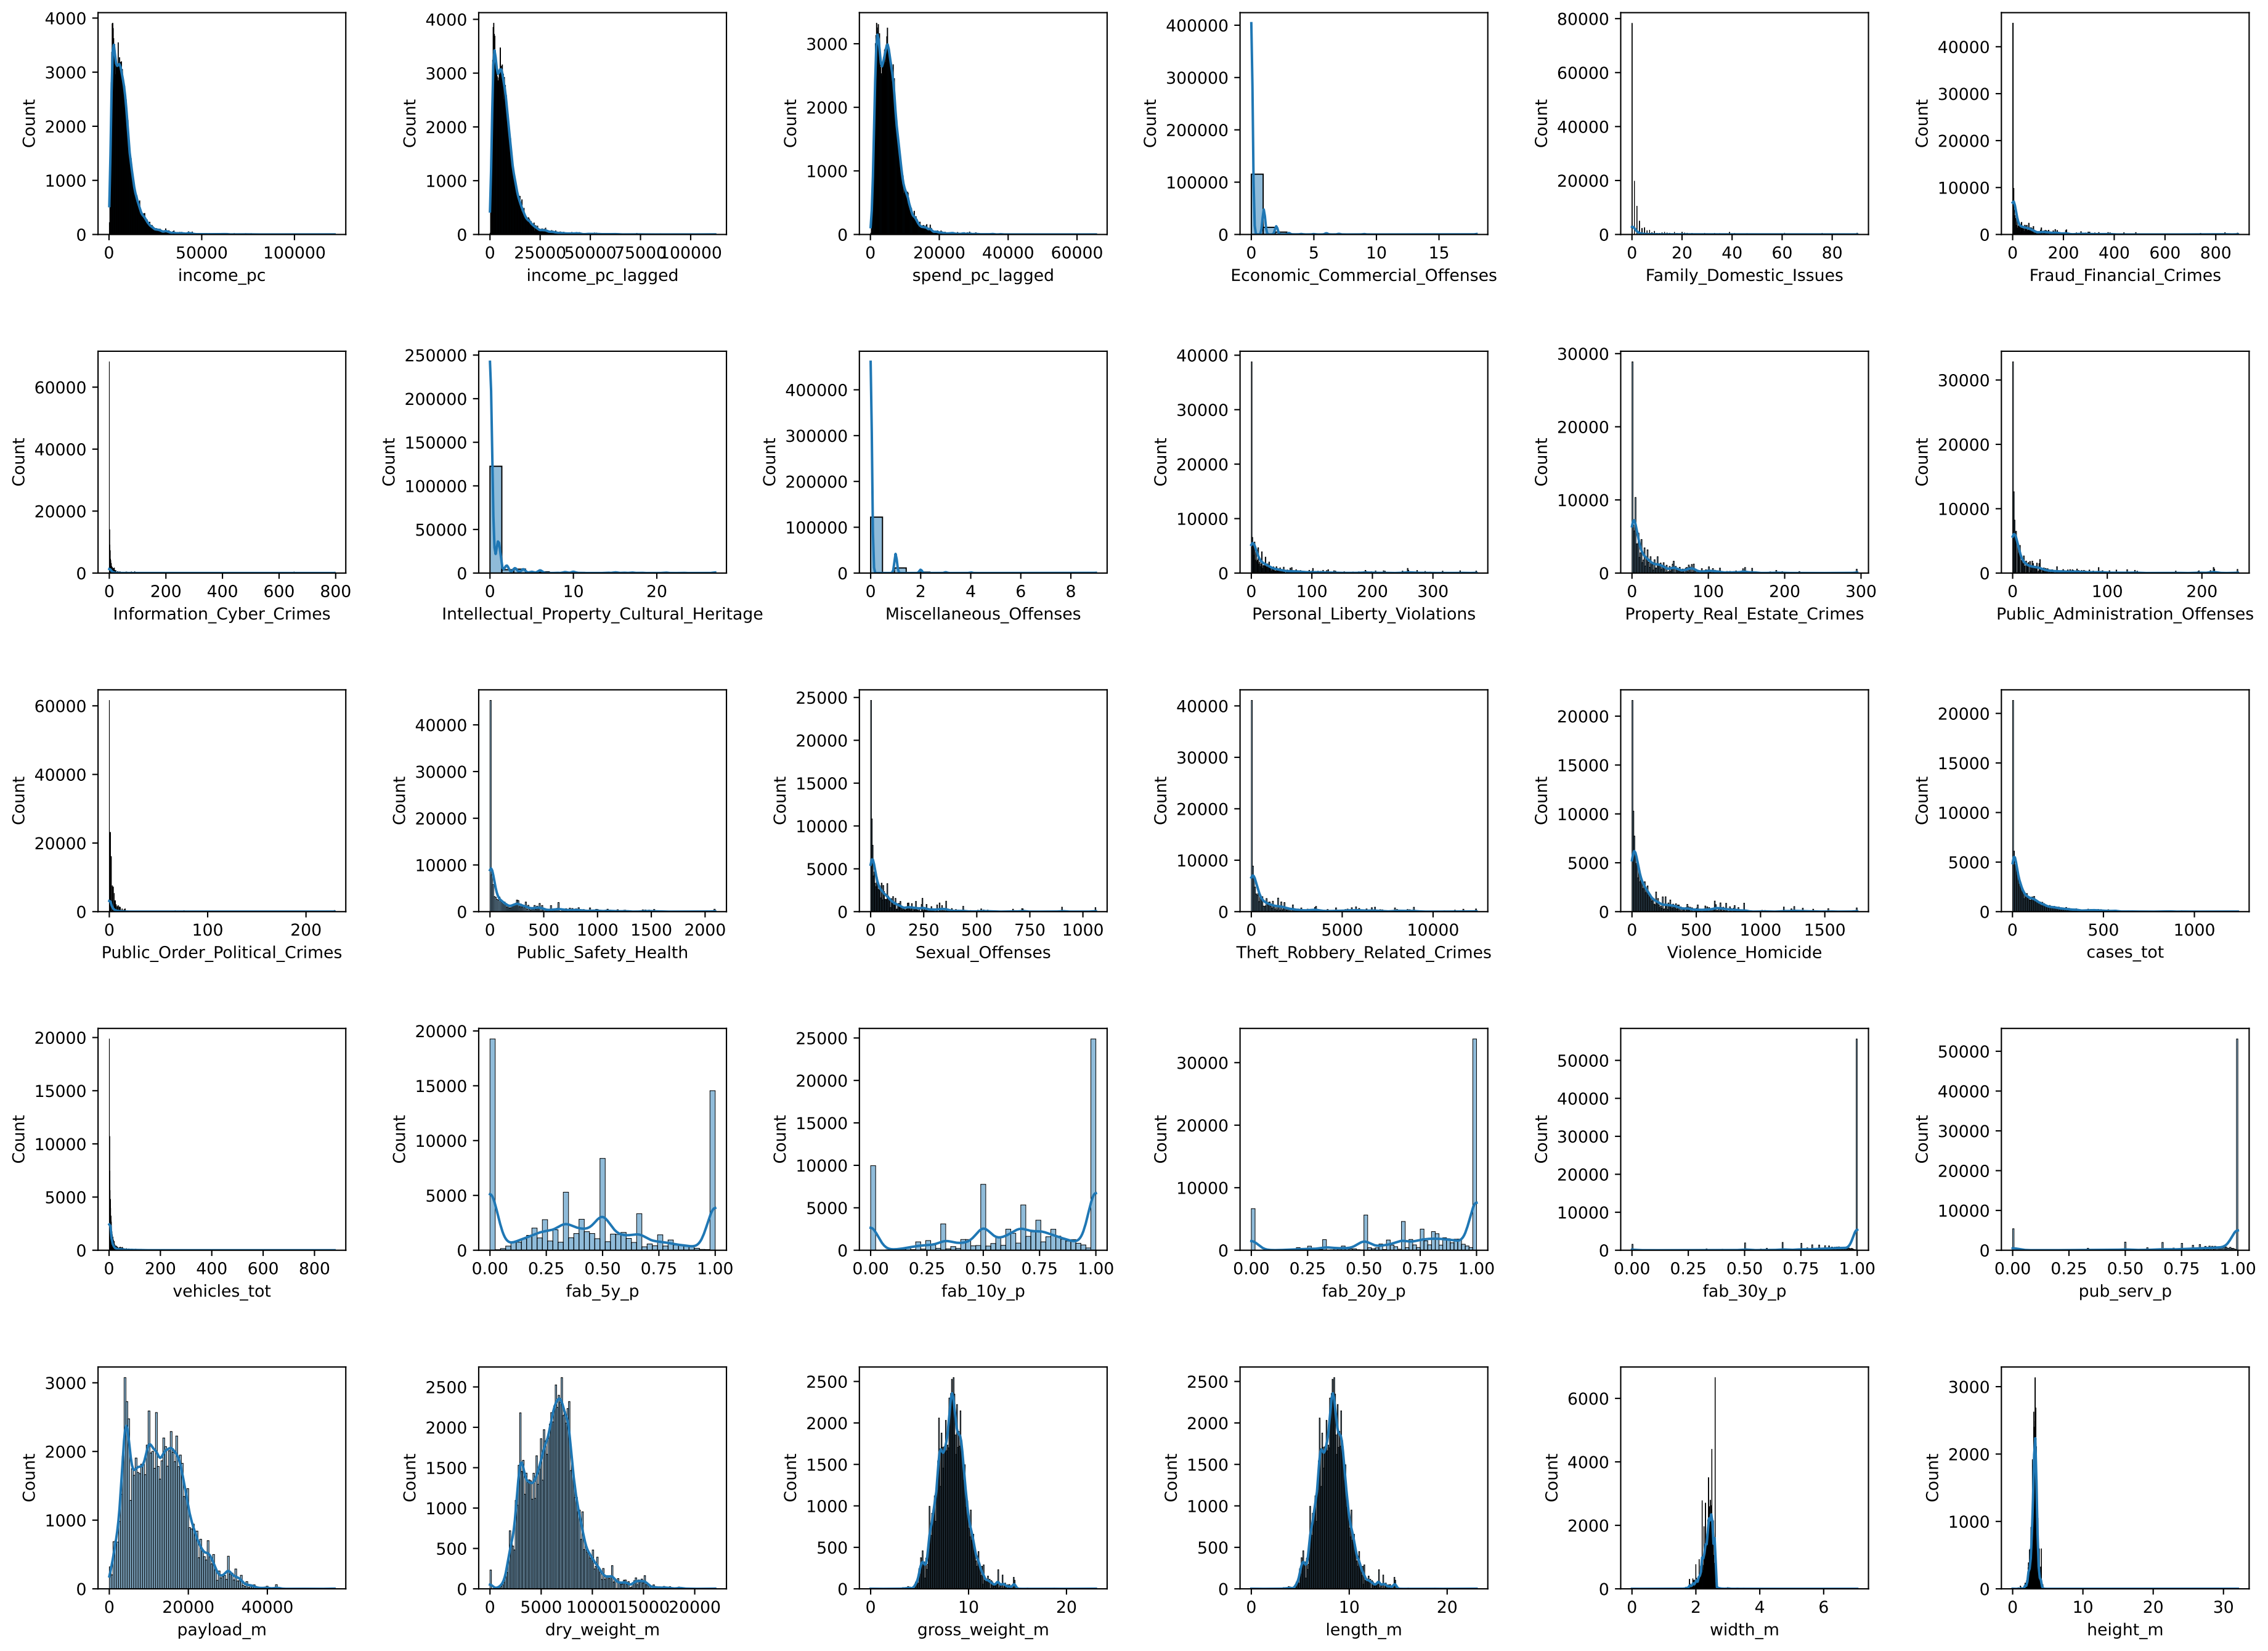 4000
3000
2000
1000
0
Count
0 50000 100000
income_pc
4000
3000
2000
1000
0
Count
0 25000 50000 75000 100000
income_pc_lagged
3000
2000
1000
0
Count
0 20000 40000 60000
spend_pc_lagged
400000
300000
200000
100000
0
Count
0 5 10 15
Economic_Commercial_Offenses
80000
60000
40000
20000
0
Count
0 20 40 60 80
Family_Domestic_Issues
40000
30000
20000
10000
0
Count
0 200 400 600 800
Fraud_Financial_Crimes
60000
40000
20000
0
Count
0 200 400 600 800
Information_Cyber_Crimes
250000
200000
150000
100000
50000
0
Count
0 10 20
Intellectual_Property_Cultural_Heritage
400000
300000
200000
100000
0
Count
0 2 4 6 8
Miscellaneous_Offenses
40000
30000
20000
10000
0
Count
0 100 200 300
Personal_Liberty_Violations
30000
20000
10000
0
Count
0 100 200 300
Property_Real_Estate_Crimes
30000
20000
10000
0
Count
0 100 200
Public_Administration_Offenses
60000
40000
20000
0
Count
0 100 200
Public_Order_Political_Crimes
40000
30000
20000
10000
0
Count
0 500 1000 1500 2000
Public_Safety_Health
25000
20000
15000
10000
5000
0
Count
0 250 500 750 1000
Sexual_Offenses
40000
30000
20000
10000
0
Count
0 5000 10000
Theft_Robbery_Related_Crimes
20000
15000
10000
5000
0
Count
0 500 1000 1500
Violence_Homicide
20000
15000
10000
5000
0
Count
0 500 1000
cases_tot
20000
15000
10000
5000
0
Count
0 200 400 600 800
vehicles_tot
20000
15000
10000
5000
0
Count
0.00 0.25 0.50 0.75 1.00
fab_5y_p
25000
20000
15000
10000
5000
0
Count
0.00 0.25 0.50 0.75 1.00
fab_10y_p
30000
20000
10000
0
Count
0.00 0.25 0.50 0.75 1.00
fab_20y_p
50000
40000
30000
20000
10000
0
Count
0.00 0.25 0.50 0.75 1.00
fab_30y_p
50000
40000
30000
20000
10000
0
Count
0.00 0.25 0.50 0.75 1.00
pub_serv_p
3000
2000
1000
0
Count
0 20000 40000
payload_m
2500
2000
1500
1000
500
0
Count
0 5000 10000 15000 20000
dry_weight_m
2500
2000
1500
1000
500
0
Count
0 10 20
gross_weight_m
2500
2000
1500
1000
500
0
Count
0 10 20
length_m
6000
4000
2000
0
Count
0 2 4 6
width_m
3000
2000
1000
0
Count
0 10 20 30
height_m